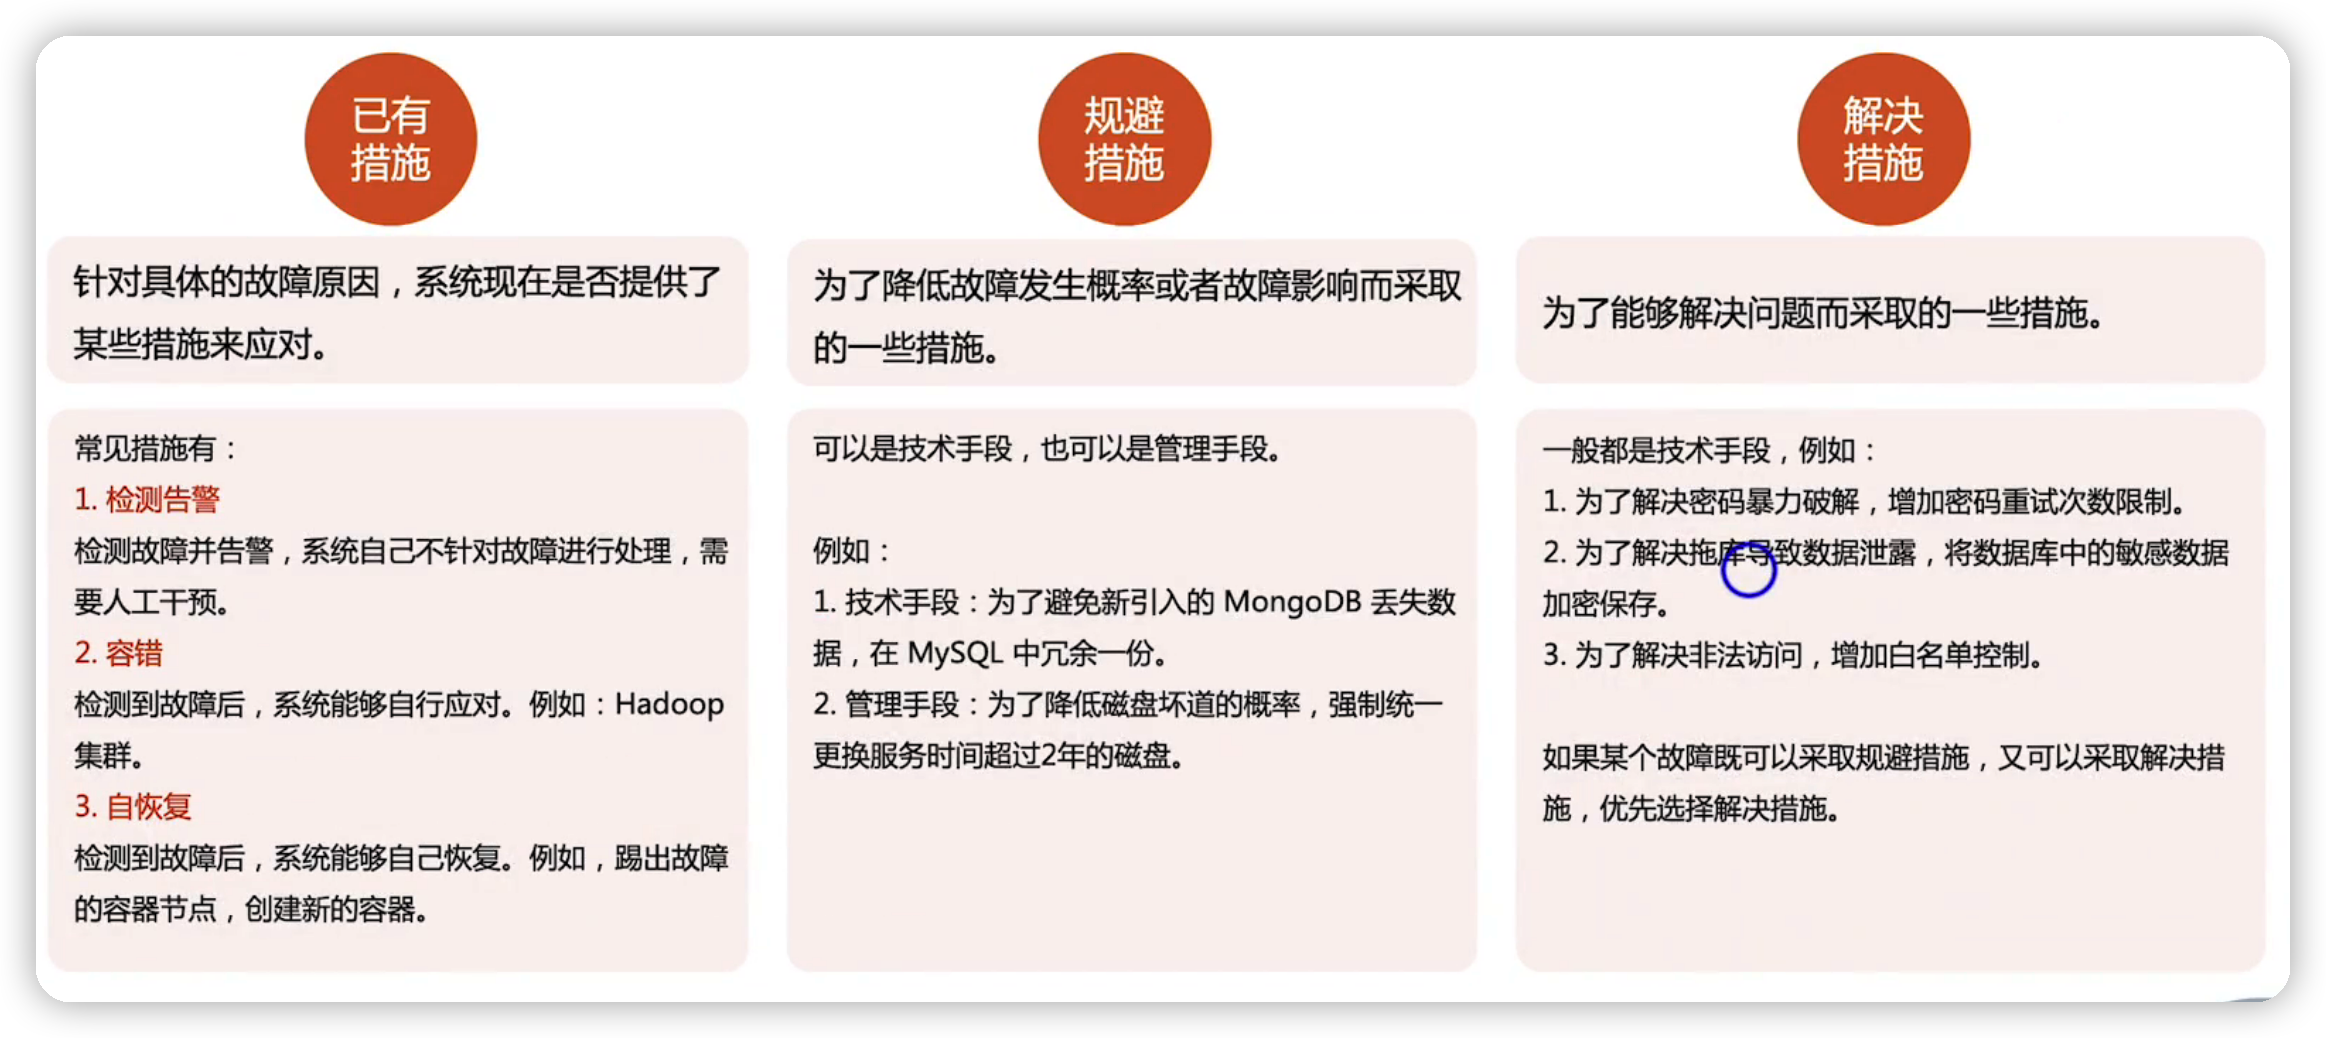 已有
措施
针对具体的故障原因，系统现在是否提供了
某些措施来应对。
常见措施有：
1. 检测告警
检测故障并告警，系统自己不针对故障进行处理，需
要人工干预。
2. 容错
检测到故障后，系统能够自行应对。例如：Hadoop
集群。
3. 自恢复
检测到故障后，系统能够自己恢复。例如，踢出故障
的容器节点，创建新的容器。
规避
措施
为了降低故障发生概率或者故障影响而采取
的一些措施。
可以是技术手段，也可以是管理手段。
例如：
1. 技术手段：为了避免新引入的 MongoDB 丢失数
据，在 MySQL 中冗余一份。
2. 管理手段：为了降低磁盘坏道的概率，强制统一
更换服务时间超过2年的磁盘。
解决
措施
为了能够解决问题而采取的一些措施。
一般都是技术手段，例如：
1. 为了解决密码暴力破解，增加密码重试次数限制。
2. 为了解决拖库导致数据泄露，将数据库中的敏感数据
加密保存。
3. 为了解决非法访问，增加白名单控制。
如果某个故障既可以采取规避措施，又可以采取解决措
施，优先选择解决措施。